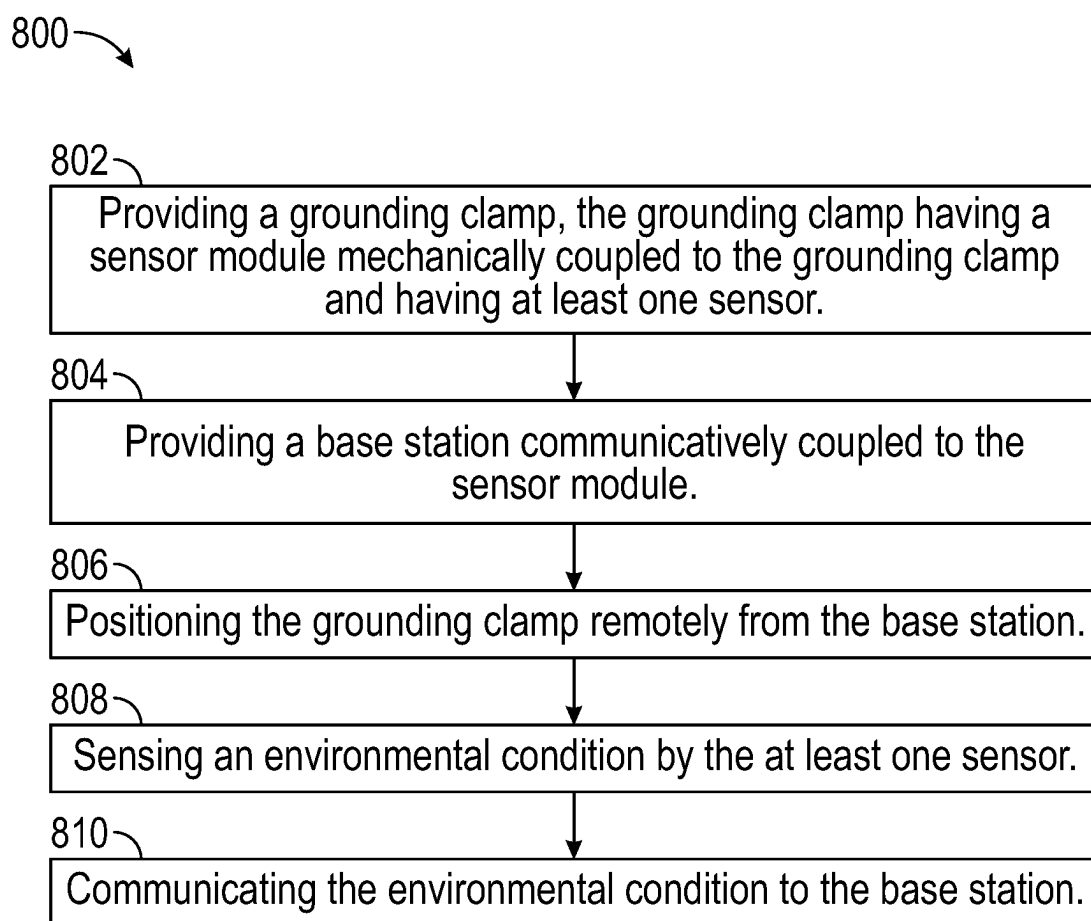 800
802
Providing a grounding clamp, the grounding clamp having a
sensor module mechanically coupled to the grounding clamp
and having at least one sensor.
804
Providing a base station communicatively coupled to the
sensor module.
806
Positioning the grounding clamp remotely from the base station.
808
Sensing an environmental condition by the at least one sensor.
810
Communicating the environmental condition to the base station.